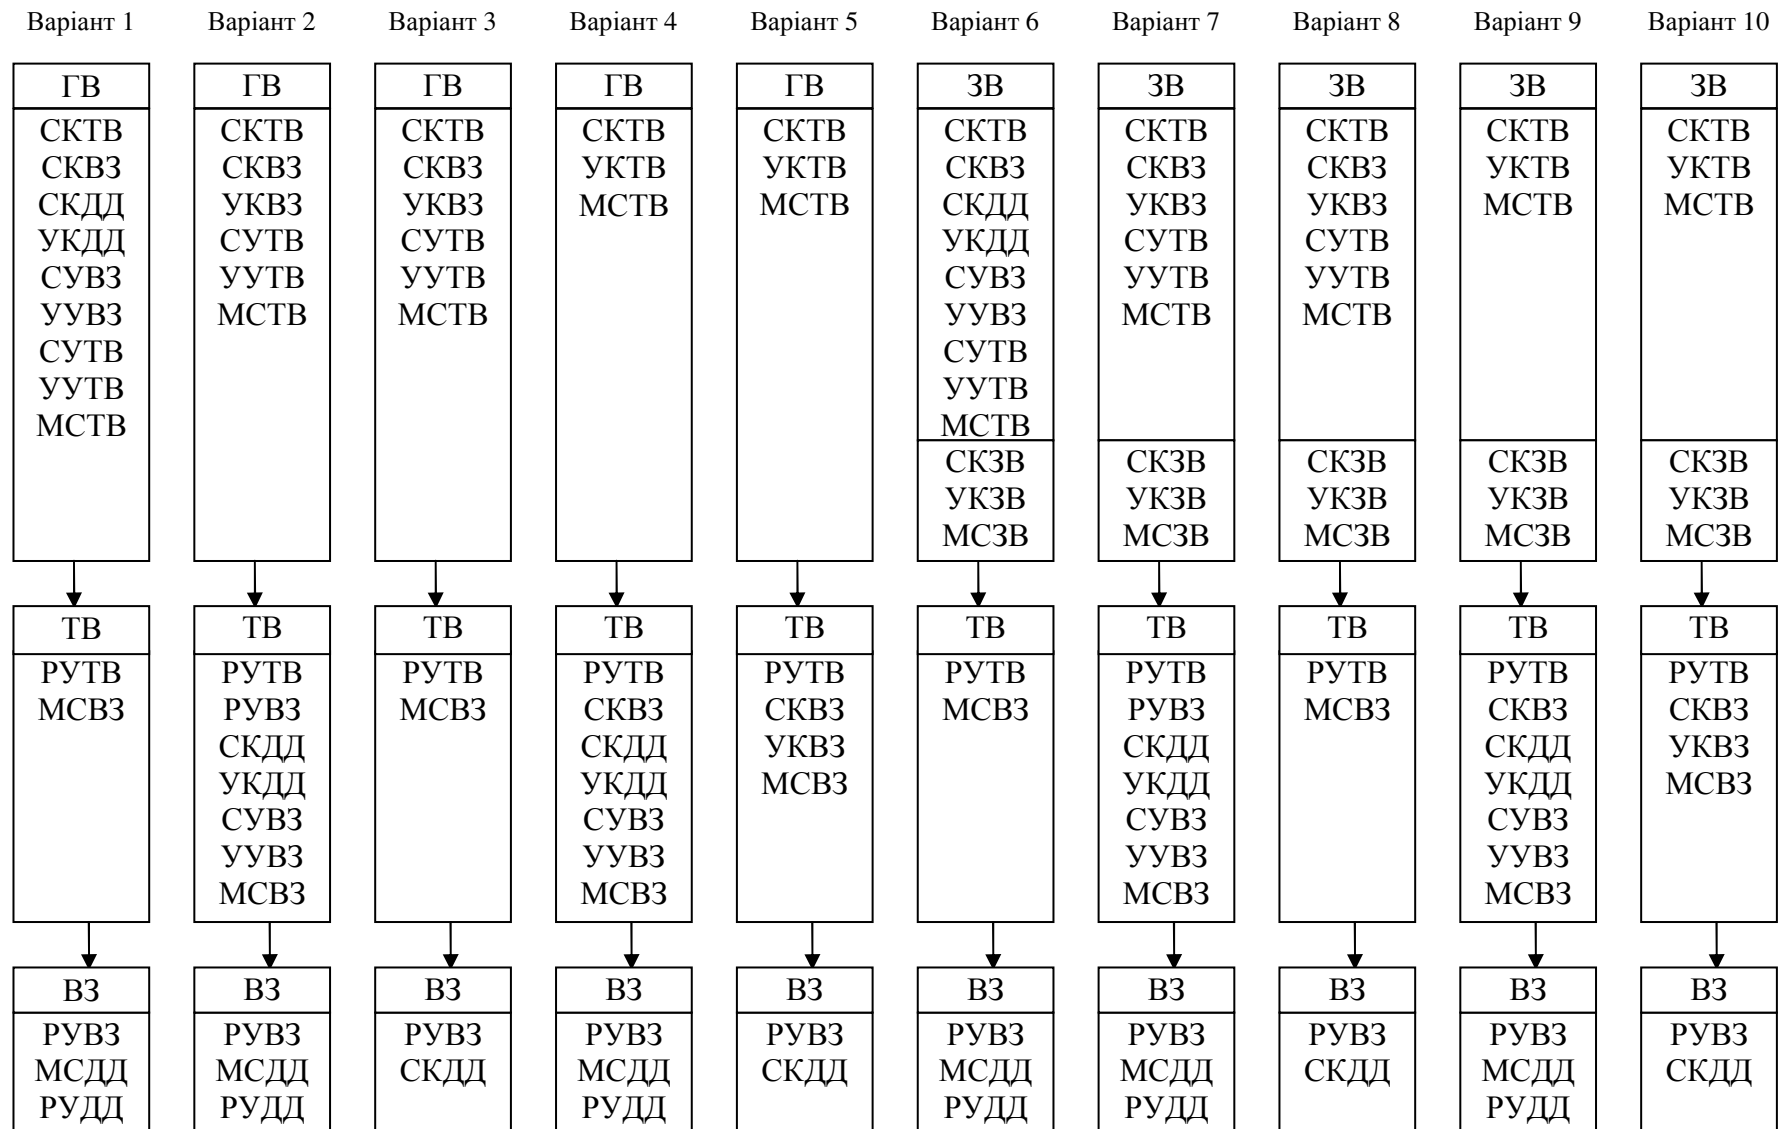 Варіант 1 Варіант 2 Варіант 3 Варіант 4 Варіант 5 Варіант 6 Варіант 7 Варіант 8 Варіант 9 Варіант 10
ГВ ГВ ГВ ГВ ГВ ЗВ ЗВ ЗВ ЗВ ЗВ
СКТВ СКТВ СКТВ СКТВ СКТВ СКТВ СКТВ СКТВ СКТВ СКТВ
СКВЗ СКВЗ СКВЗ УКТВ УКТВ СКВЗ СКВЗ СКВЗ УКТВ УКТВ
СКДД УКВЗ УКВЗ МСТВ МСТВ СКДД УКВЗ УКВЗ МСТВ МСТВ
УКДД СУТВ СУТВ УКДД СУТВ СУТВ
СУВЗ УУТВ УУТВ СУВЗ УУТВ УУТВ
УУВЗ МСТВ МСТВ УУВЗ МСТВ МСТВ
СУТВ СУТВ
УУТВ УУТВ
МСТВ МСТВ
СКЗВ СКЗВ СКЗВ СКЗВ СКЗВ
УКЗВ УКЗВ УКЗВ УКЗВ УКЗВ
МСЗВ МСЗВ МСЗВ МСЗВ МСЗВ
ТВ ТВ ТВ ТВ ТВ ТВ ТВ ТВ ТВ ТВ
РУТВ РУТВ РУТВ РУТВ РУТВ РУТВ РУТВ РУТВ РУТВ РУТВ
МСВЗ РУВЗ МСВЗ СКВЗ СКВЗ МСВЗ РУВЗ МСВЗ СКВЗ СКВЗ
СКДД СКДД УКВЗ СКДД СКДД УКВЗ
УКДД УКДД МСВЗ УКДД УКДД МСВЗ
СУВЗ СУВЗ СУВЗ СУВЗ
УУВЗ УУВЗ УУВЗ УУВЗ
МСВЗ МСВЗ МСВЗ МСВЗ
ВЗ ВЗ ВЗ ВЗ ВЗ ВЗ ВЗ ВЗ ВЗ ВЗ
РУВЗ РУВЗ РУВЗ РУВЗ РУВЗ РУВЗ РУВЗ РУВЗ РУВЗ РУВЗ
МСДД МСДД СКДД МСДД СКДД МСДД МСДД СКДД МСДД СКДД
РУДД РУДД РУДД РУДД РУДД РУДД